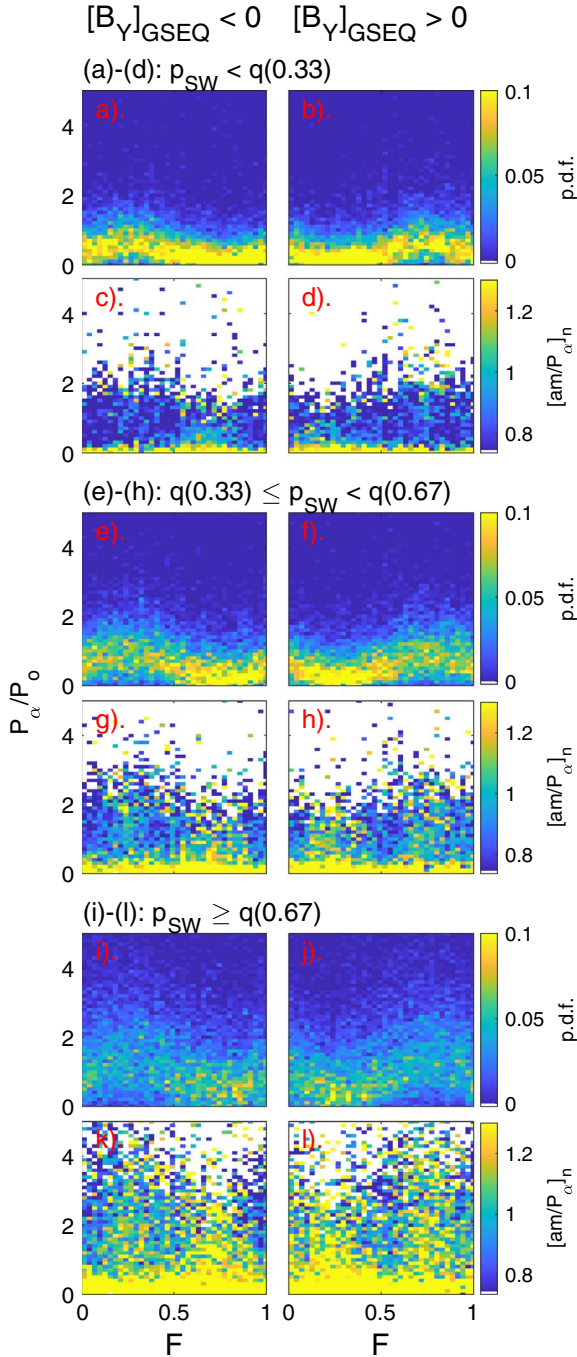 [B_Y]_GSEQ < 0 [B_Y]_GSEQ > 0
(a)-(d): p_SW < q(0.33)
a). b).
4
2
0
0.1
0.05
0
p.d.f.
c). d).
4
2
0
1.2
1
0.8
[am/P_α]_n
(e)-(h): q(0.33) ≤ p_SW < q(0.67)
e). f).
4
2
0
0.1
0.05
0
p.d.f.
P_α/P_o
g). h).
4
2
0
1.2
1
0.8
[am/P_α]_n
(i)-(l): p_SW ≥ q(0.67)
i). j).
4
2
0
0.1
0.05
0
p.d.f.
k). l).
4
2
0
1.2
1
0.8
[am/P_α]_n
0 0.5 1 0 0.5 1
F F